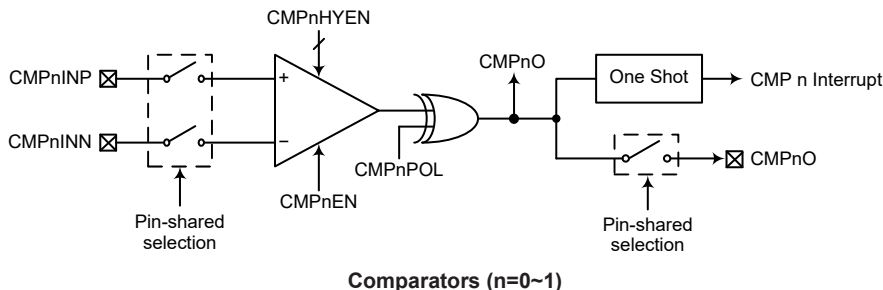 CMPnHYEN
CMPnINP
+
CMPnO
One Shot
CMP n Interrupt
CMPnINN
−
CMPnPOL
CMPnO
CMPnEN
Pin-shared
selection
Pin-shared
selection
Comparators (n=0~1)